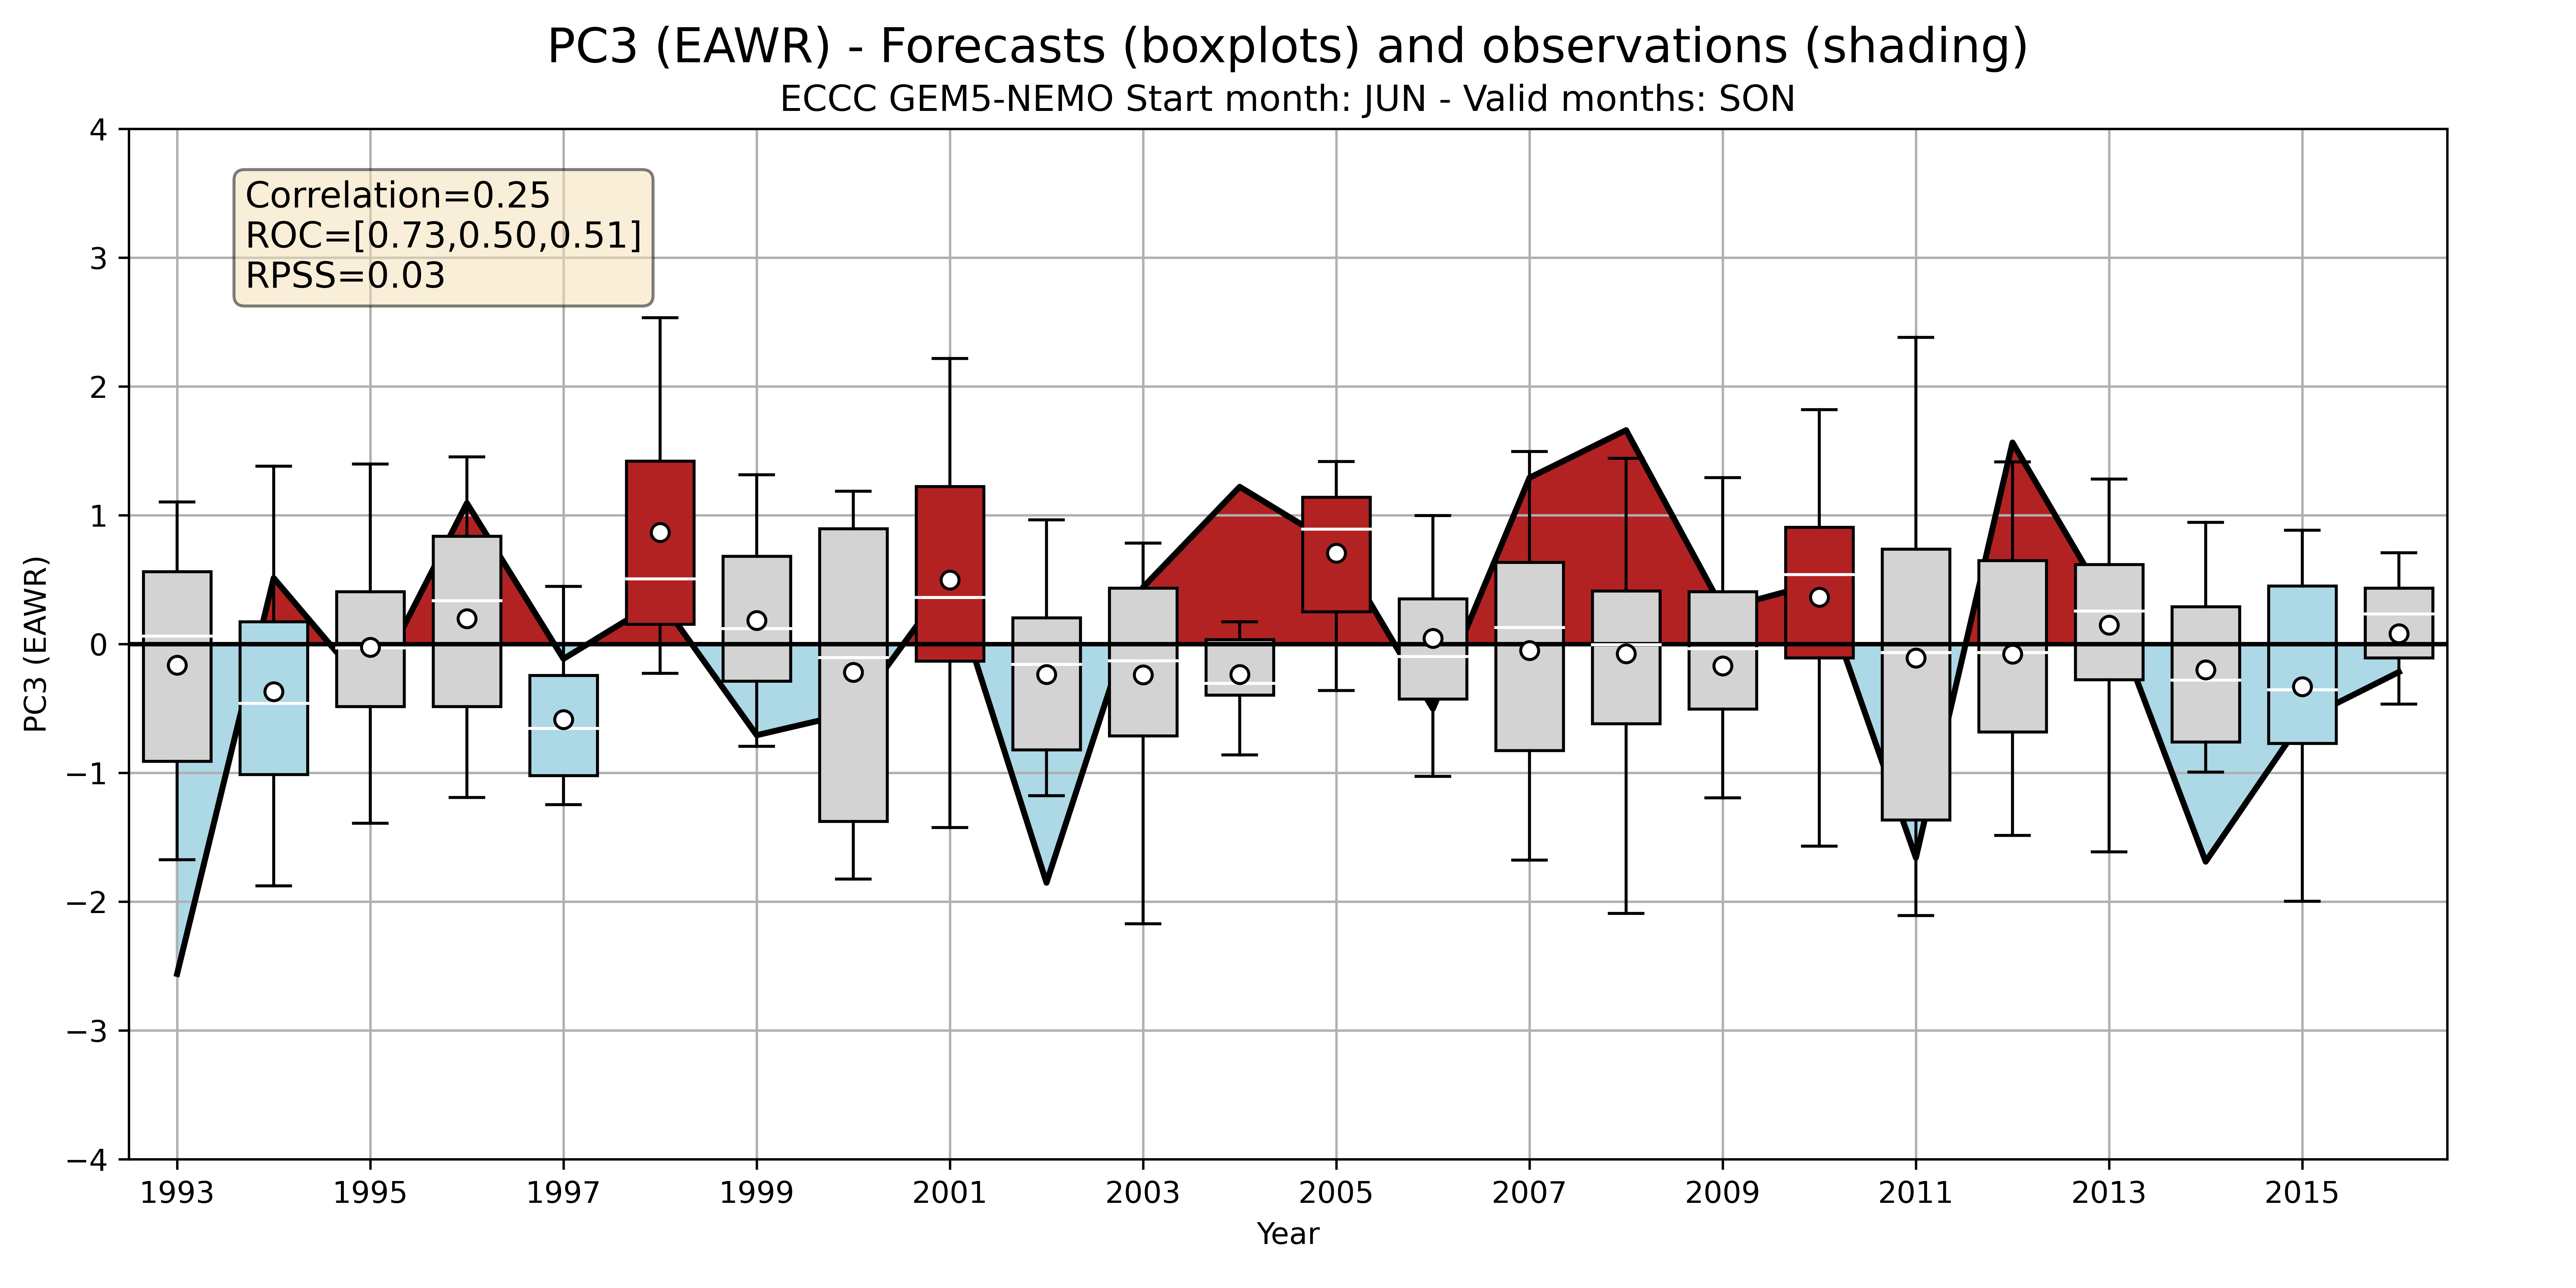 PC3 (EAWR) - Forecasts (boxplots) and observations (shading)
ECCC GEM5-NEMO Start month: JUN - Valid months: SON
Correlation=0.25
ROC=[0.73,0.50,0.51]
RPSS=0.03
PC3 (EAWR)
4
3
2
1
0
−1
−2
−3
−4
1993 1995 1997 1999 2001 2003 2005 2007 2009 2011 2013 2015
Year